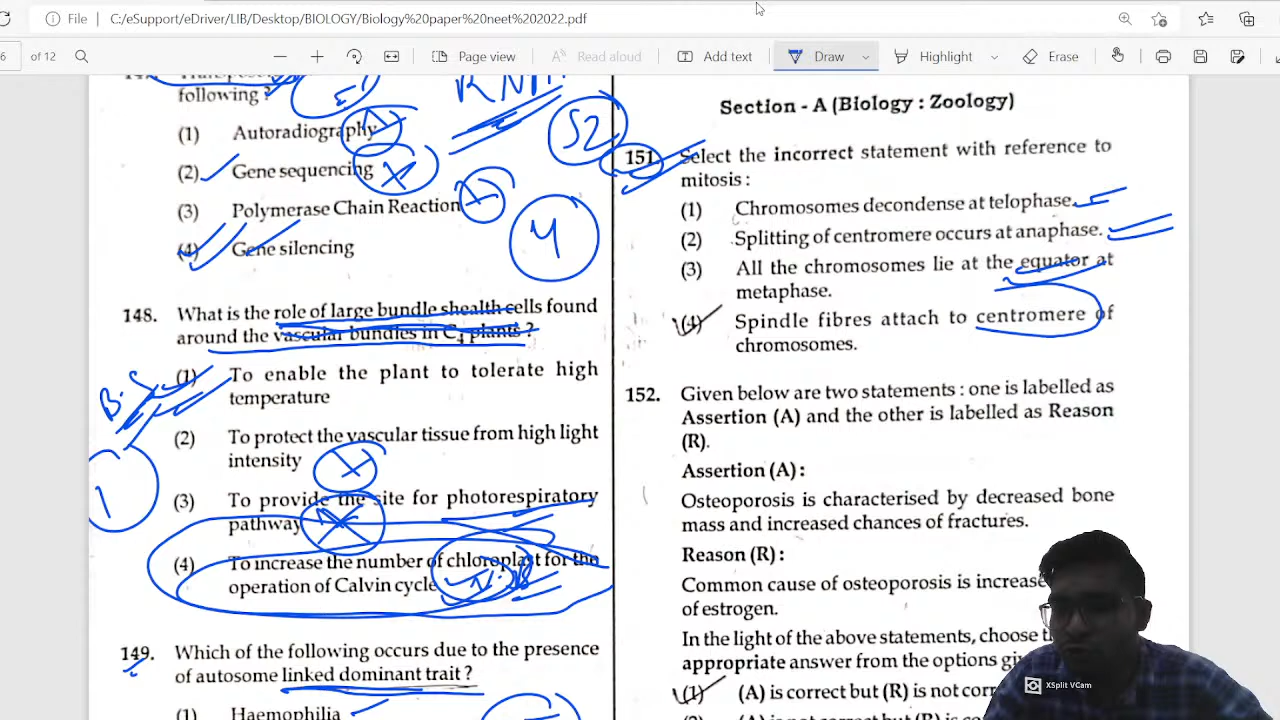 File
C:/eSupport/eDriver/LIB/Desktop/BIOLOGY/Biology%20paper%20neet%202022.pdf
6 of 12
Page view
Read aloud
Add text
Draw
Highlight
Erase
following ?
(1) Autoradiography
(2) Gene sequencing
(3) Polymerase Chain Reaction
(4) Gene silencing
52
4
148. What is the role of large bundle shealth cells found
around the vascular bundles in C4 plants ?
B.S
(1) To enable the plant to tolerate high
temperature
(2) To protect the vascular tissue from high light
intensity
1
(3) To provide the site for photorespiratory
pathway
(4) To increase the number of chloroplast for the
operation of Calvin cycle
149. Which of the following occurs due to the presence
of autosome linked dominant trait ?
(1) Haemophilia
Section - A (Biology : Zoology)
151. Select the incorrect statement with reference to
mitosis :
(1) Chromosomes decondense at telophase.
(2) Splitting of centromere occurs at anaphase.
(3) All the chromosomes lie at the equator at
metaphase.
(4) Spindle fibres attach to centromere of
chromosomes.
152. Given below are two statements : one is labelled as
Assertion (A) and the other is labelled as Reason
(R).
Assertion (A) :
Osteoporosis is characterised by decreased bone
mass and increased chances of fractures.
Reason (R) :
Common cause of osteoporosis is increase
of estrogen.
In the light of the above statements, choose
appropriate answer from the options
(1) (A) is correct but (R) is not
XSplit VCam